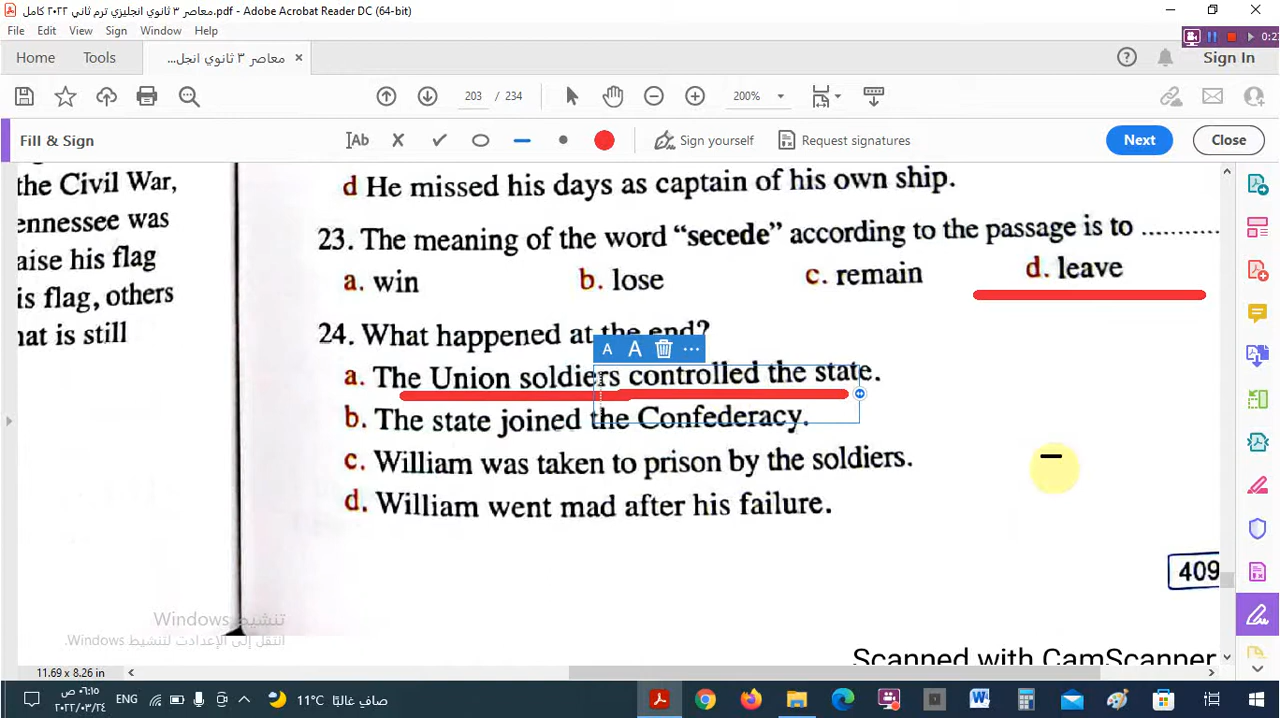 معاصر ٣ ثانوي انجليزي ترم ثاني ٢٠٢٢ كامل.pdf - Adobe Acrobat Reader DC (64-bit)
0:2
File Edit View Sign Window Help
Home Tools معاصر ٣ ثانوي انجل... × Sign In
203 / 234 200%
Fill & Sign Ab Sign yourself Request signatures Next Close
the Civil War,
ennessee was
aise his flag
is flag, others
nat is still
d He missed his days as captain of his own ship.
23. The meaning of the word "secede" according to the passage is to ..........
a. win b. lose c. remain d. leave
24. What happened at the end?
A A ...
a. The Union soldiers controlled the state.
b. The state joined the Confederacy.
c. William was taken to prison by the soldiers.
d. William went mad after his failure.
409
تنشيط Windows
انتقل إلى الإعدادات لتنشيط Windows.
Scanned with CamScanner
11.69 x 8.26 in
ENG ٠٦:١٥ ص
٢٠٢٢/٠٣/٢٤
11°C صافي غالبًا